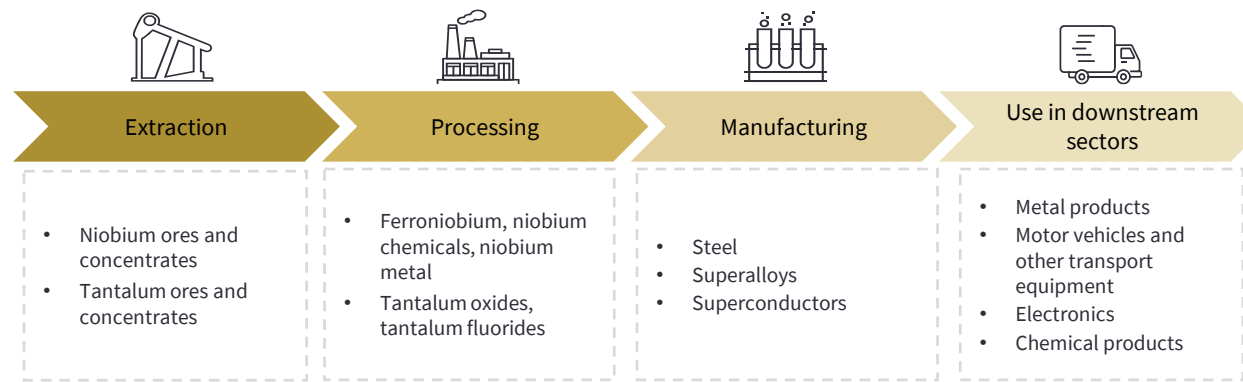 Extraction
Processing
Manufacturing
Use in downstream
sectors
• Niobium ores and
concentrates
• Tantalum ores and
concentrates
• Ferroniobium, niobium
chemicals, niobium
metal
• Tantalum oxides,
tantalum fluorides
• Steel
• Superalloys
• Superconductors
• Metal products
• Motor vehicles and
other transport
equipment
• Electronics
• Chemical products